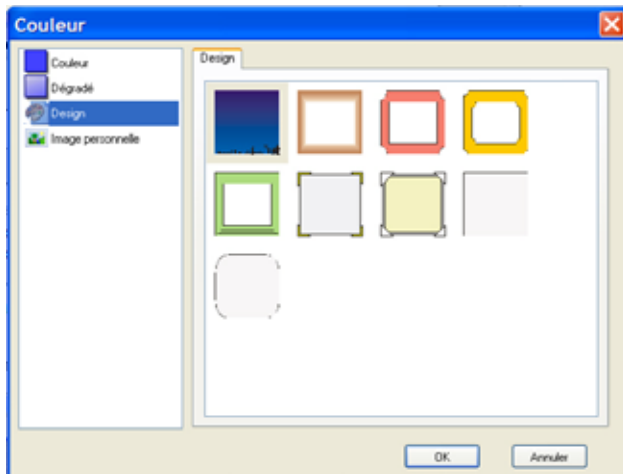 Couleur
Couleur
Dégradé
Design
Image personnelle
Design
OK
Annuler